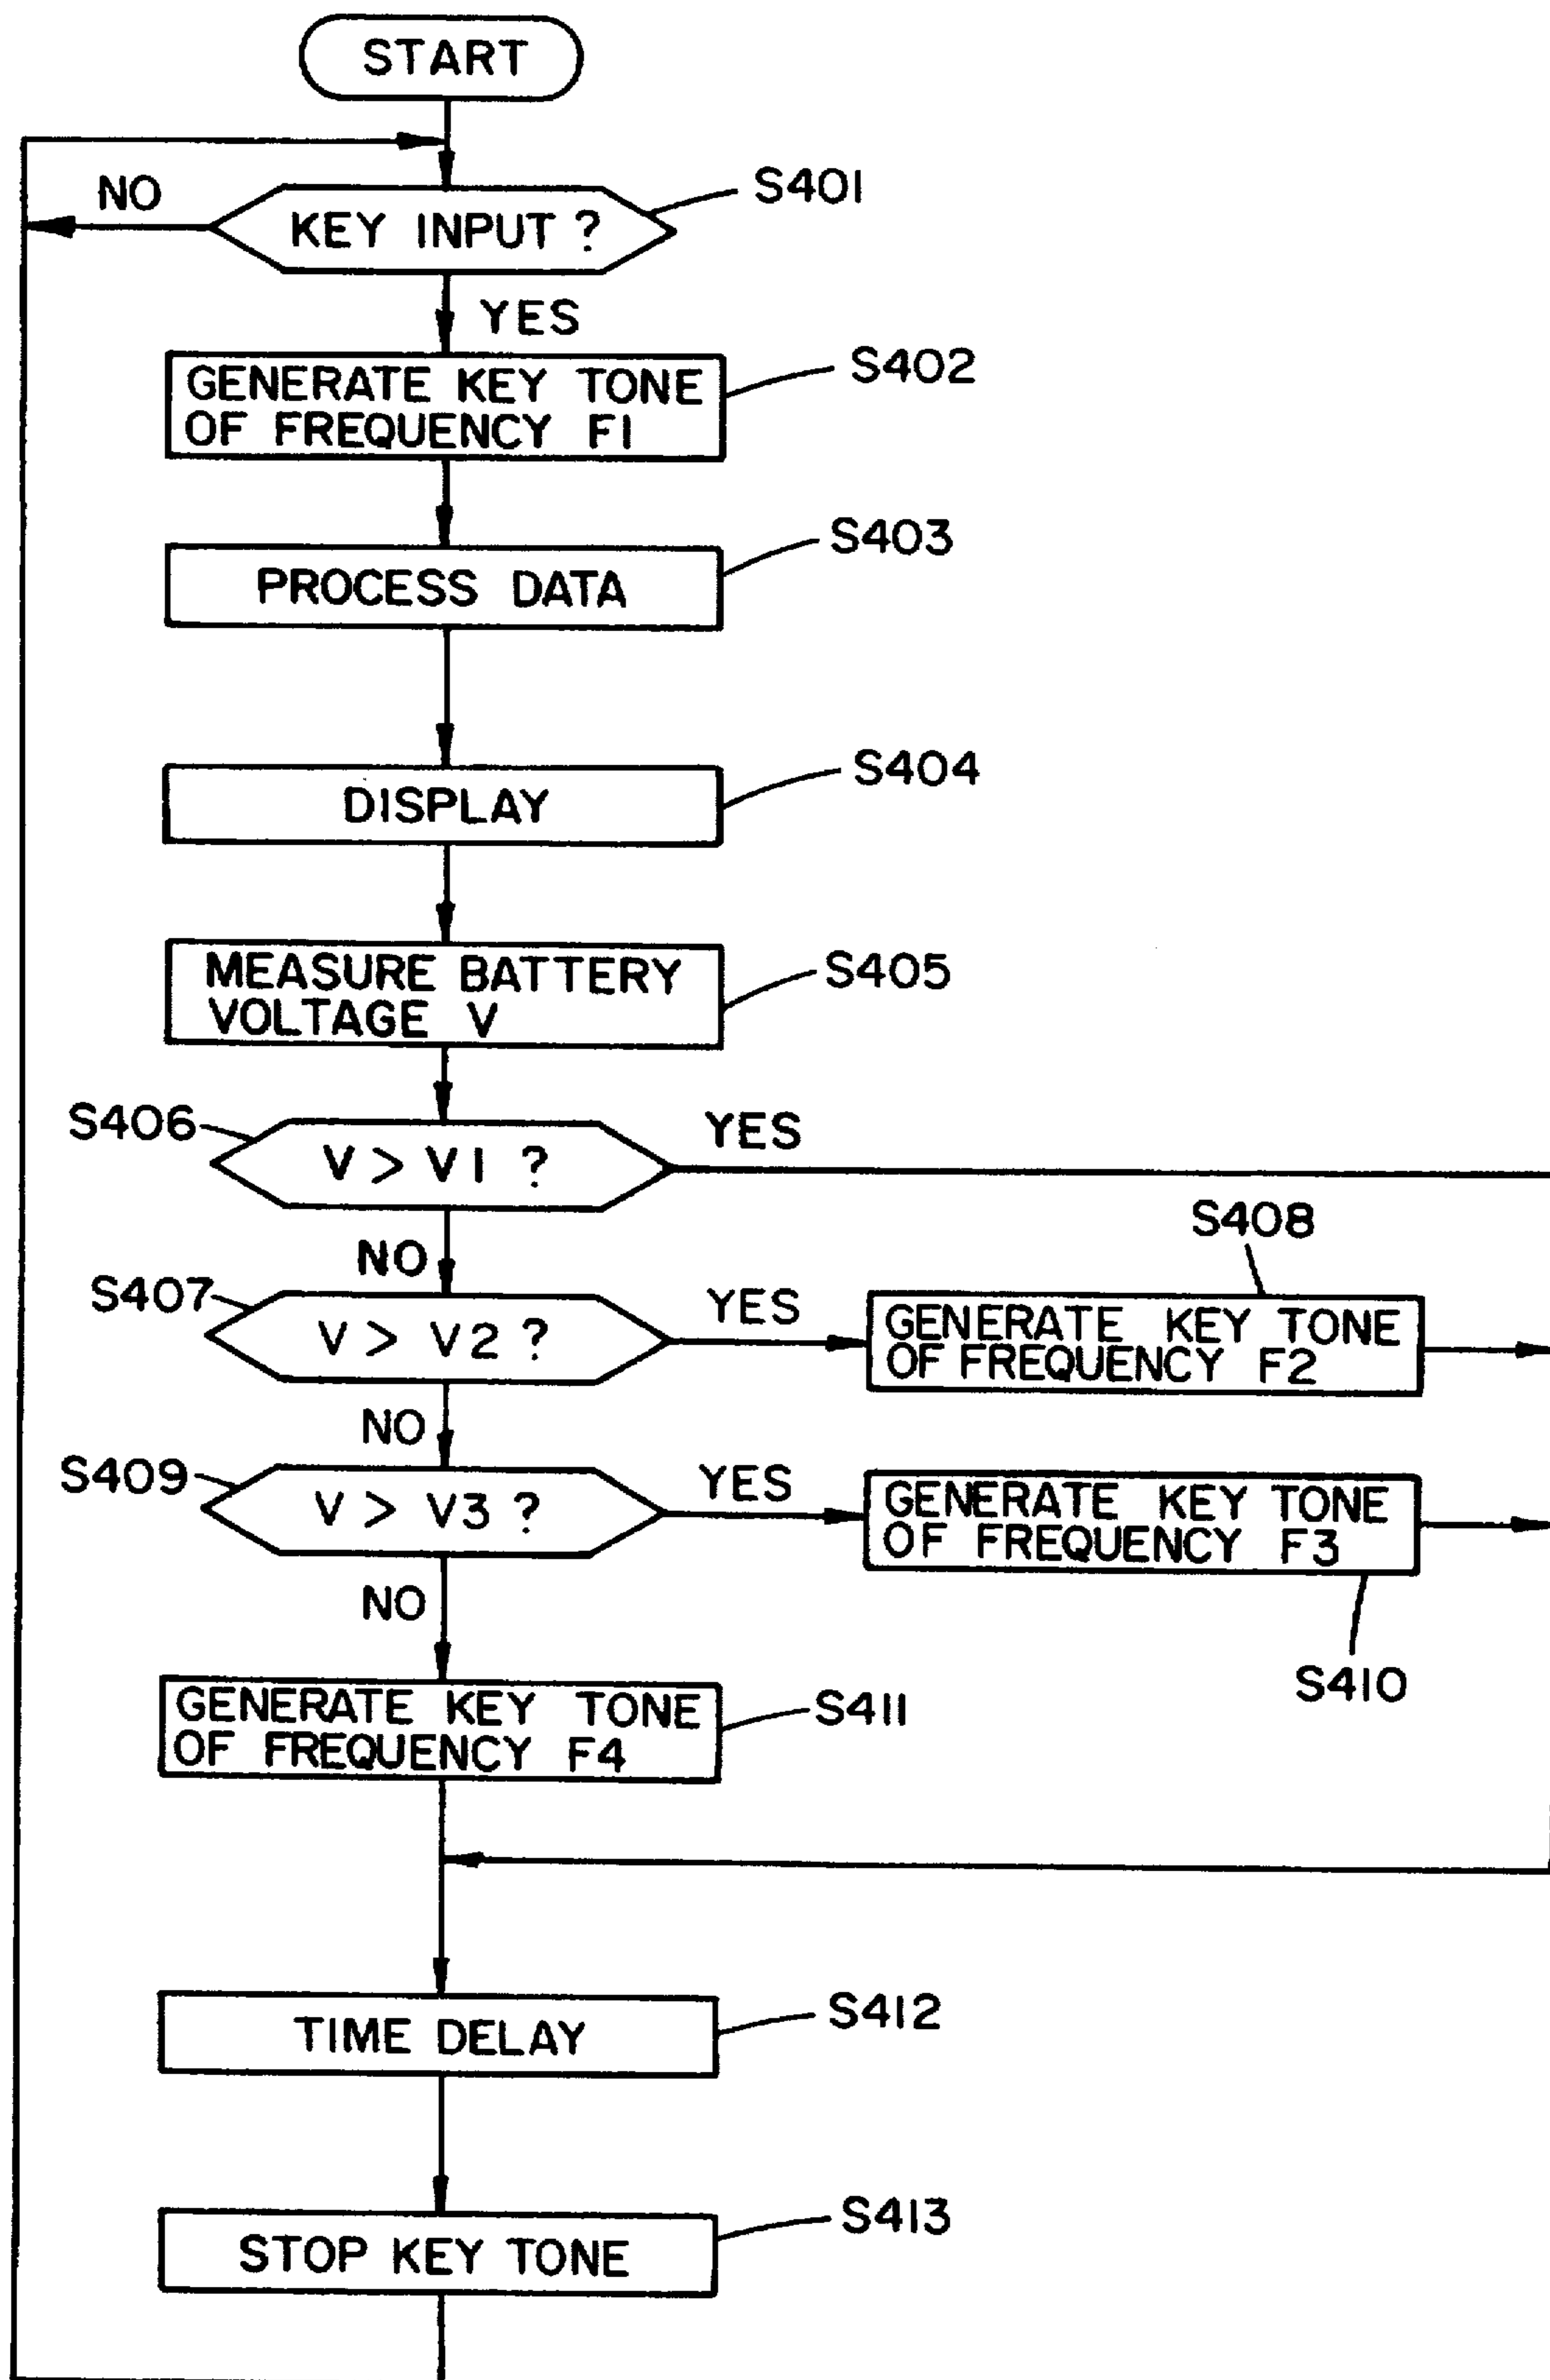 START
NO
KEY INPUT ?
S401
YES
GENERATE KEY TONE
OF FREQUENCY F1
S402
PROCESS DATA
S403
DISPLAY
S404
MEASURE BATTERY
VOLTAGE V
S405
S406
V > V1 ?
YES
NO
S407
V > V2 ?
YES
S408
GENERATE KEY TONE
OF FREQUENCY F2
NO
S409
V > V3 ?
YES
GENERATE KEY TONE
OF FREQUENCY F3
S410
NO
GENERATE KEY TONE
OF FREQUENCY F4
S411
TIME DELAY
S412
STOP KEY TONE
S413